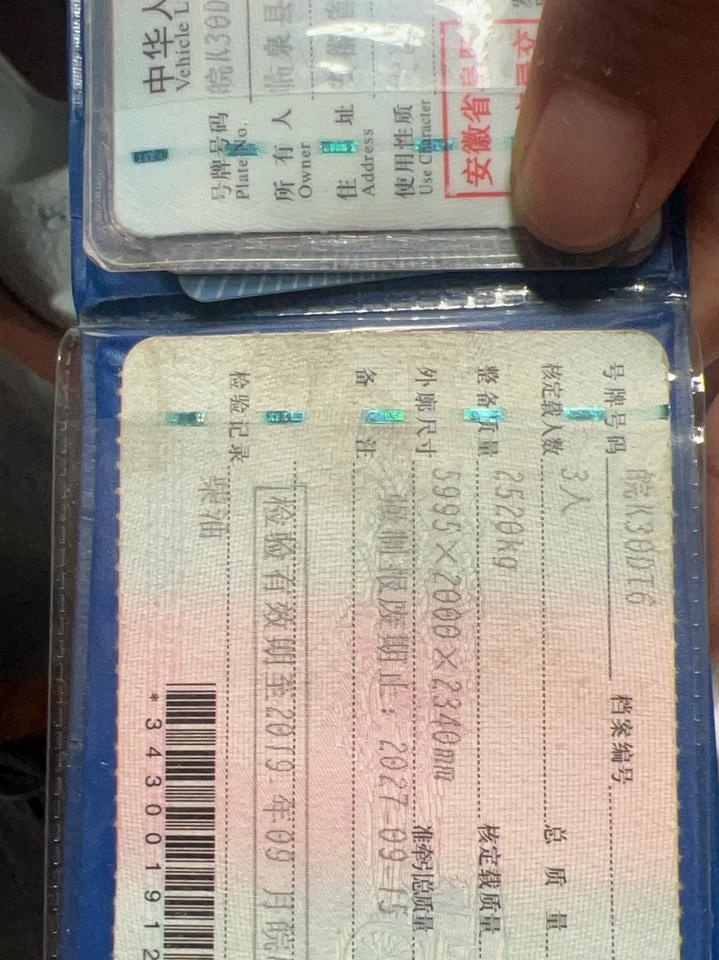 中华人
Vehicle L
号牌号码 皖K30D
Plate No.
所有人 临泉县
Owner
住址
Address
使用性质
Use Character
安徽省
号牌号码 皖K30DT6 档案编号
核定载人数 3人 总质量
整备质量 2520kg 核定载质量
外廓尺寸 5995×2000×2340mm 准牵引总质量
备注 强制报废期止：2027-09-15
检验有效期至2019年09月皖
检验记录
柴油
*3430001912